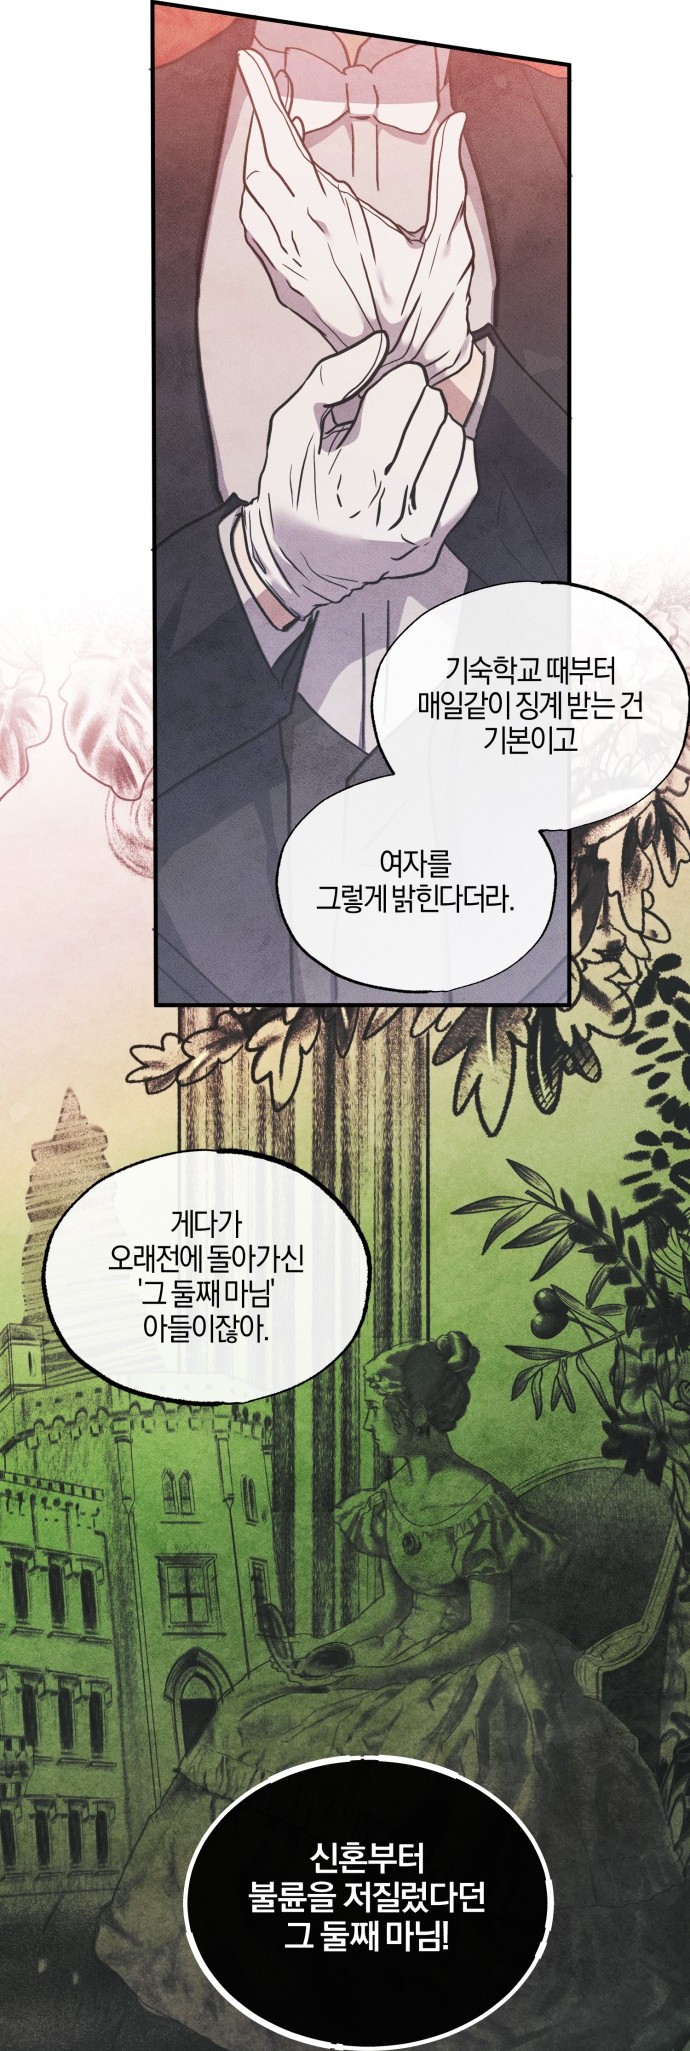 기숙학교 때부터
매일같이 징계 받는 건
기본이고
여자를
그렇게 밝힌다더라.
게다가
오래전에 돌아가신
'그 둘째 마님'
아들이잖아.
신혼부터
불륜을 저질렀다던
그 둘째 마님!